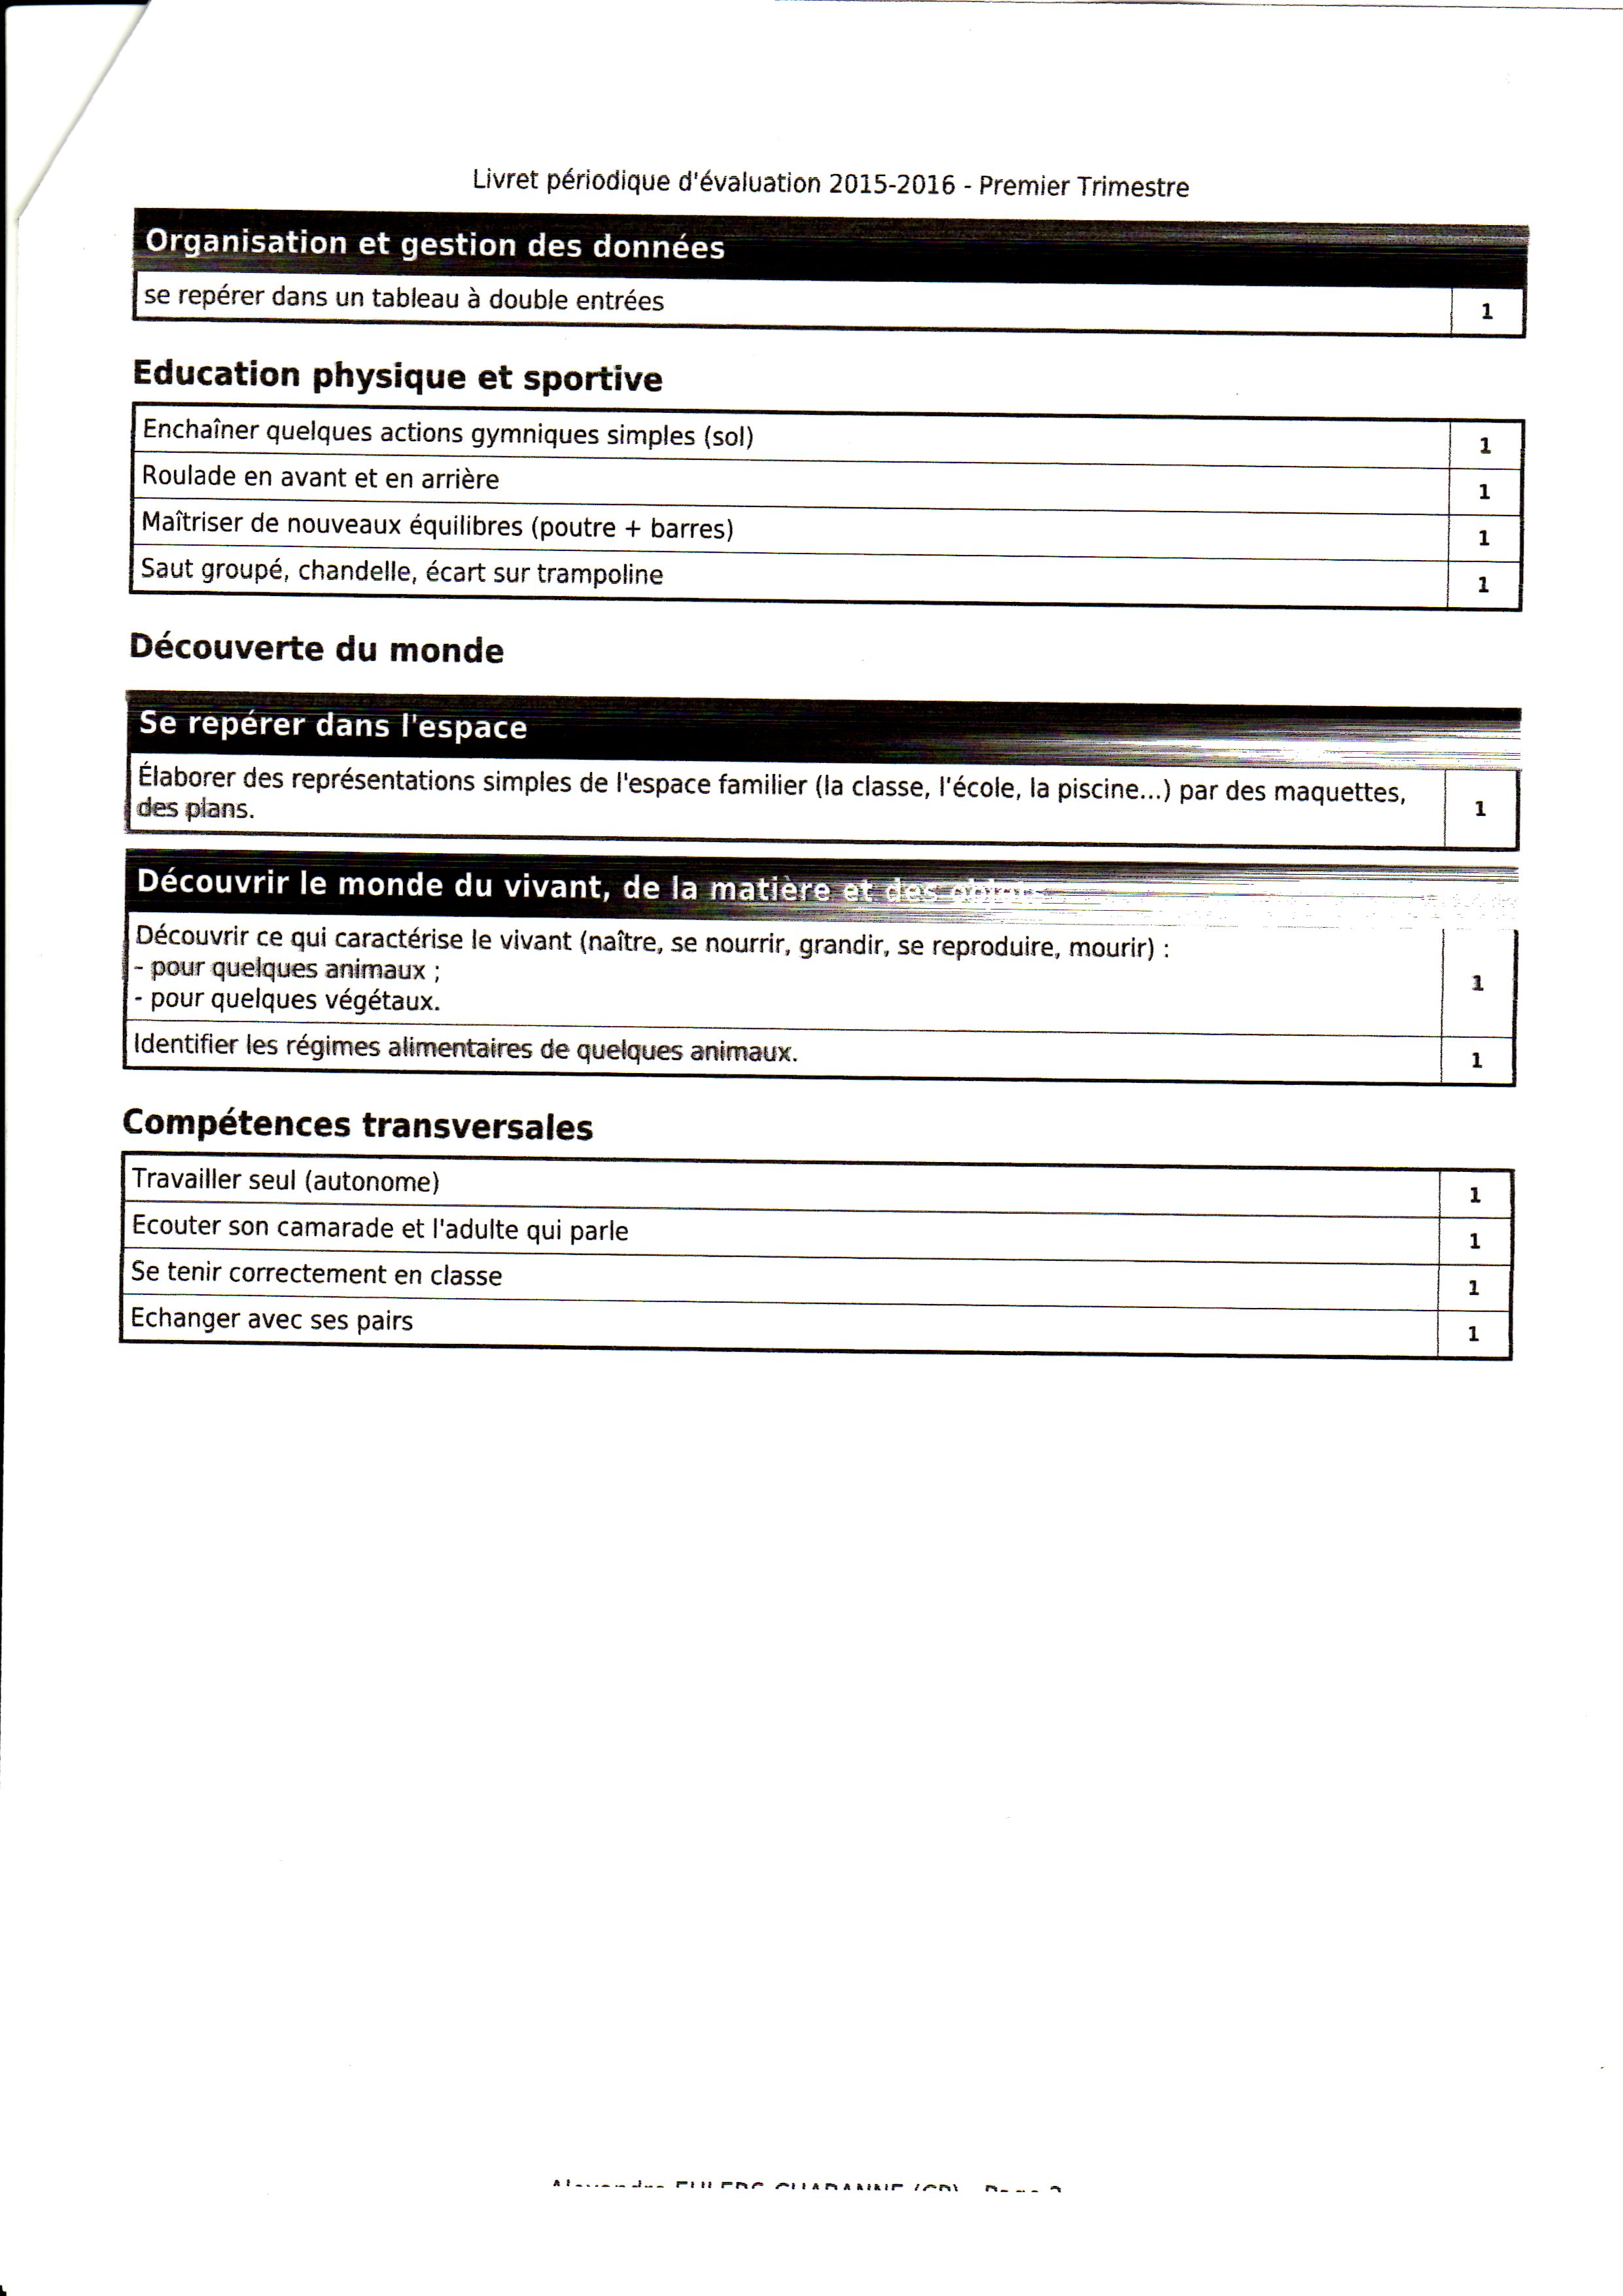 Livret périodique d'évaluation 2015-2016 - Premier Trimestre
Organisation et gestion des données
se repérer dans un tableau à double entrées 1
Education physique et sportive
Enchaîner quelques actions gymniques simples (sol) 1
Roulade en avant et en arrière 1
Maîtriser de nouveaux équilibres (poutre + barres) 1
Saut groupé, chandelle, écart sur trampoline 1
Découverte du monde
Se repérer dans l'espace
Élaborer des représentations simples de l'espace familier (la classe, l'école, la piscine...) par des maquettes,
des plans. 1
Découvrir le monde du vivant, de la matière et des objets
Découvrir ce qui caractérise le vivant (naître, se nourrir, grandir, se reproduire, mourir) :
- pour quelques animaux ; 1
- pour quelques végétaux.
Identifier les régimes alimentaires de quelques animaux. 1
Compétences transversales
Travailler seul (autonome) 1
Ecouter son camarade et l'adulte qui parle 1
Se tenir correctement en classe 1
Echanger avec ses pairs 1
(CP) - Page